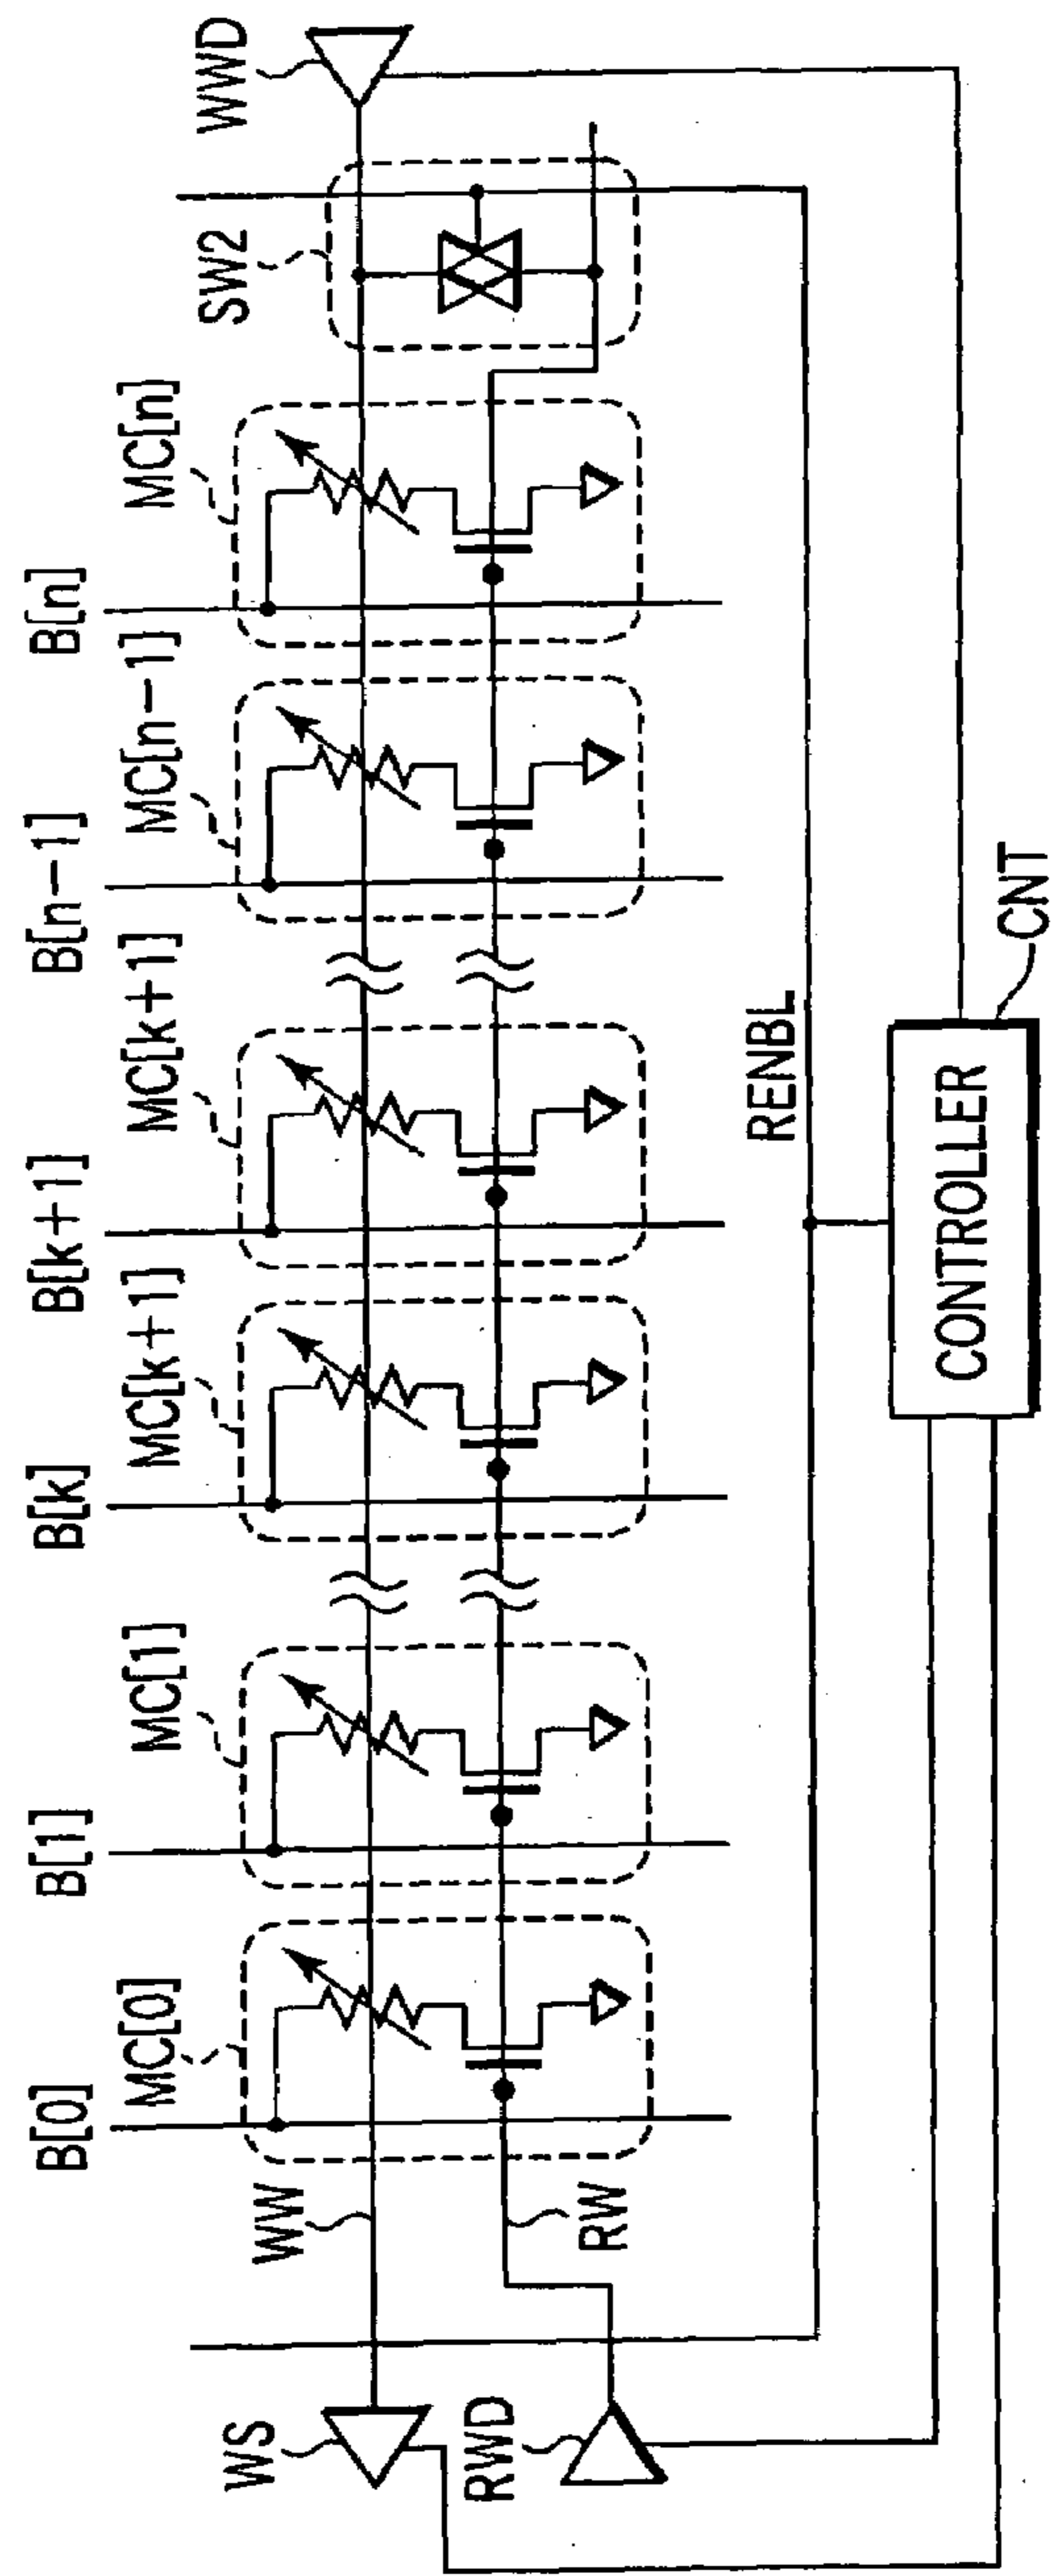 B[0]
B[1]
B[k]
B[k+1]
B[n-1]
B[n]
MC[0]
MC[1]
MC[k+1]
MC[k+1]
MC[n-1]
MC[n]
SW2
WWD
WS
WW
RWD
RW
RENBL
CONTROLLER
CNT